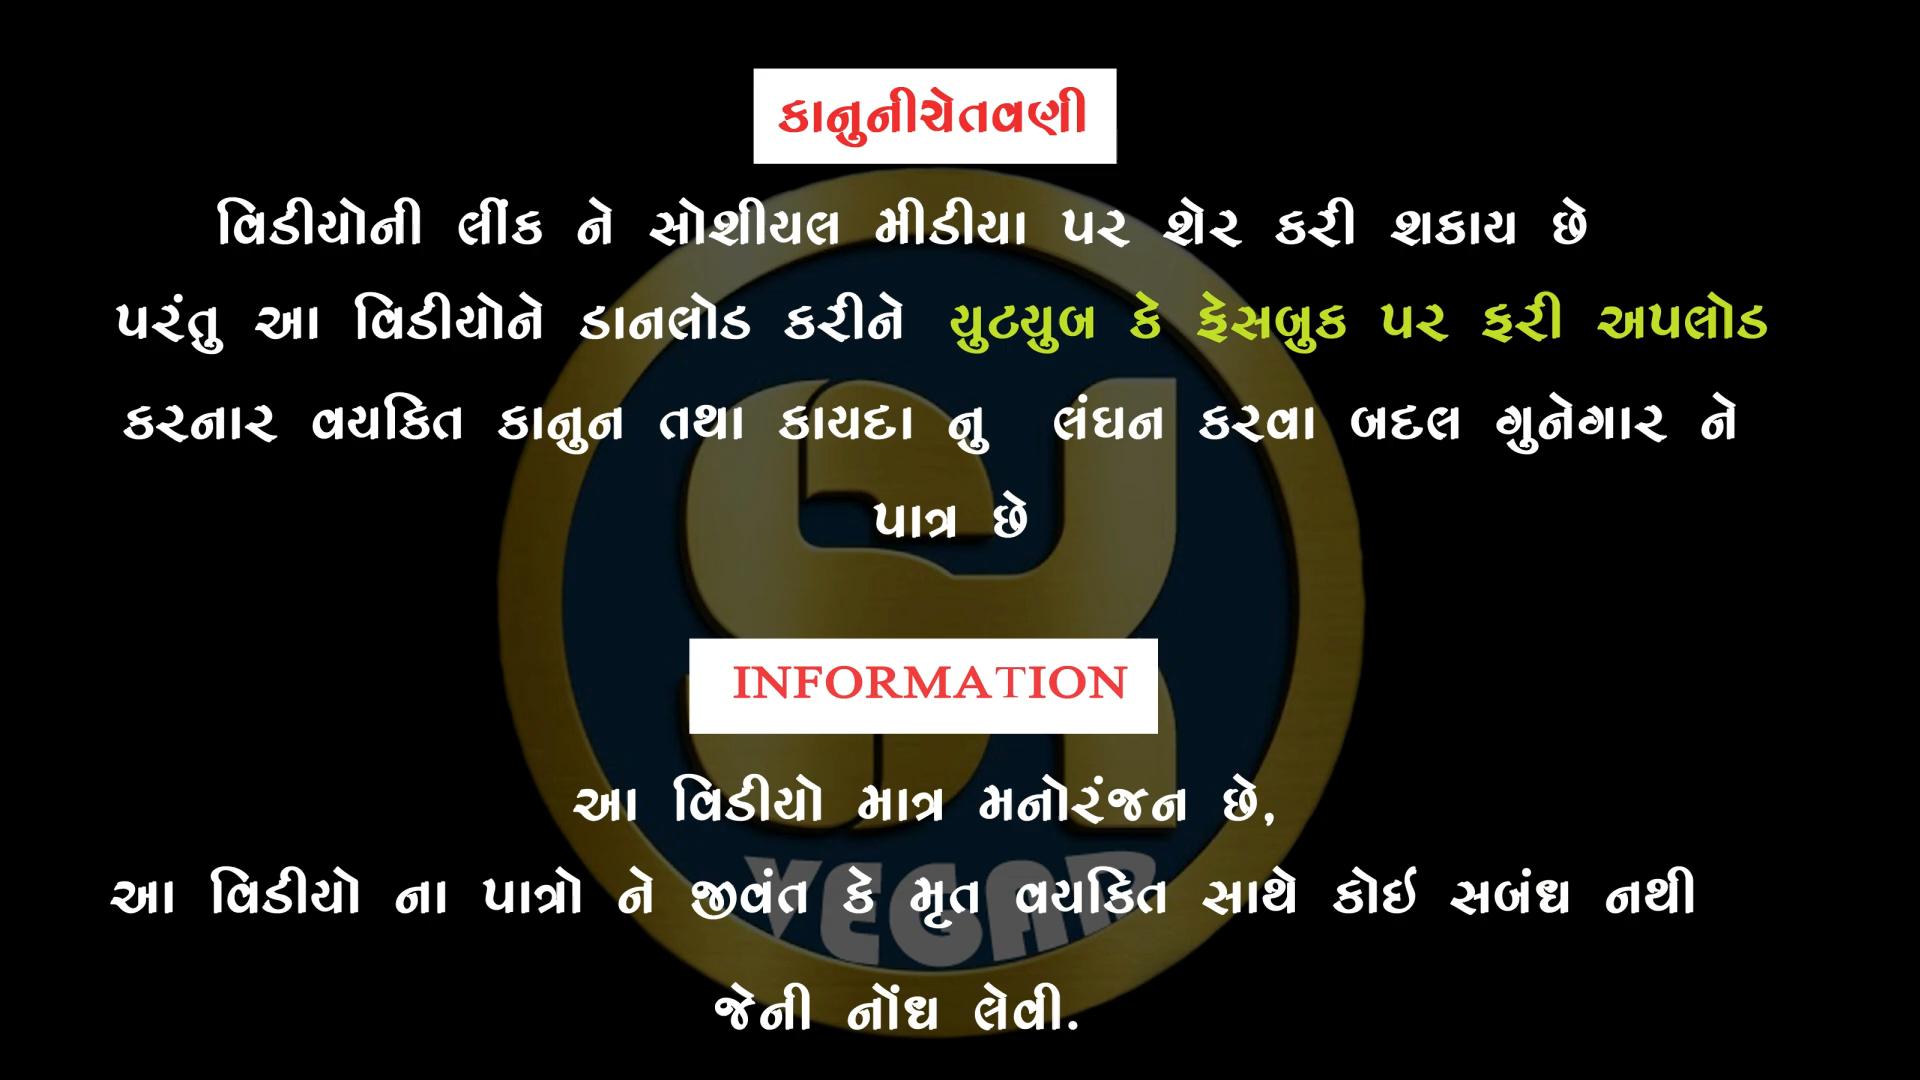 કાનુનીચેતવણી
વિડીયોની લીંક ને સોશીયલ મીડીયા પર શેર કરી શકાય છે
પરંતુ આ વિડીયોને ડાનલોડ કરીને યુટયુબ કે ફેસબુક પર ફરી અપલોડ
કરનાર વયકિત કાનુન તથા કાયદા નુ લંઘન કરવા બદલ ગુનેગાર ને
પાત્ર છે
INFORMATION
આ વિડીયો માત્ર મનોરંજન છે,
આ વિડીયો ના પાત્રો ને જીવંત કે મૃત વયકિત સાથે કોઇ સબંધ નથી
જેની નોંધ લેવી.